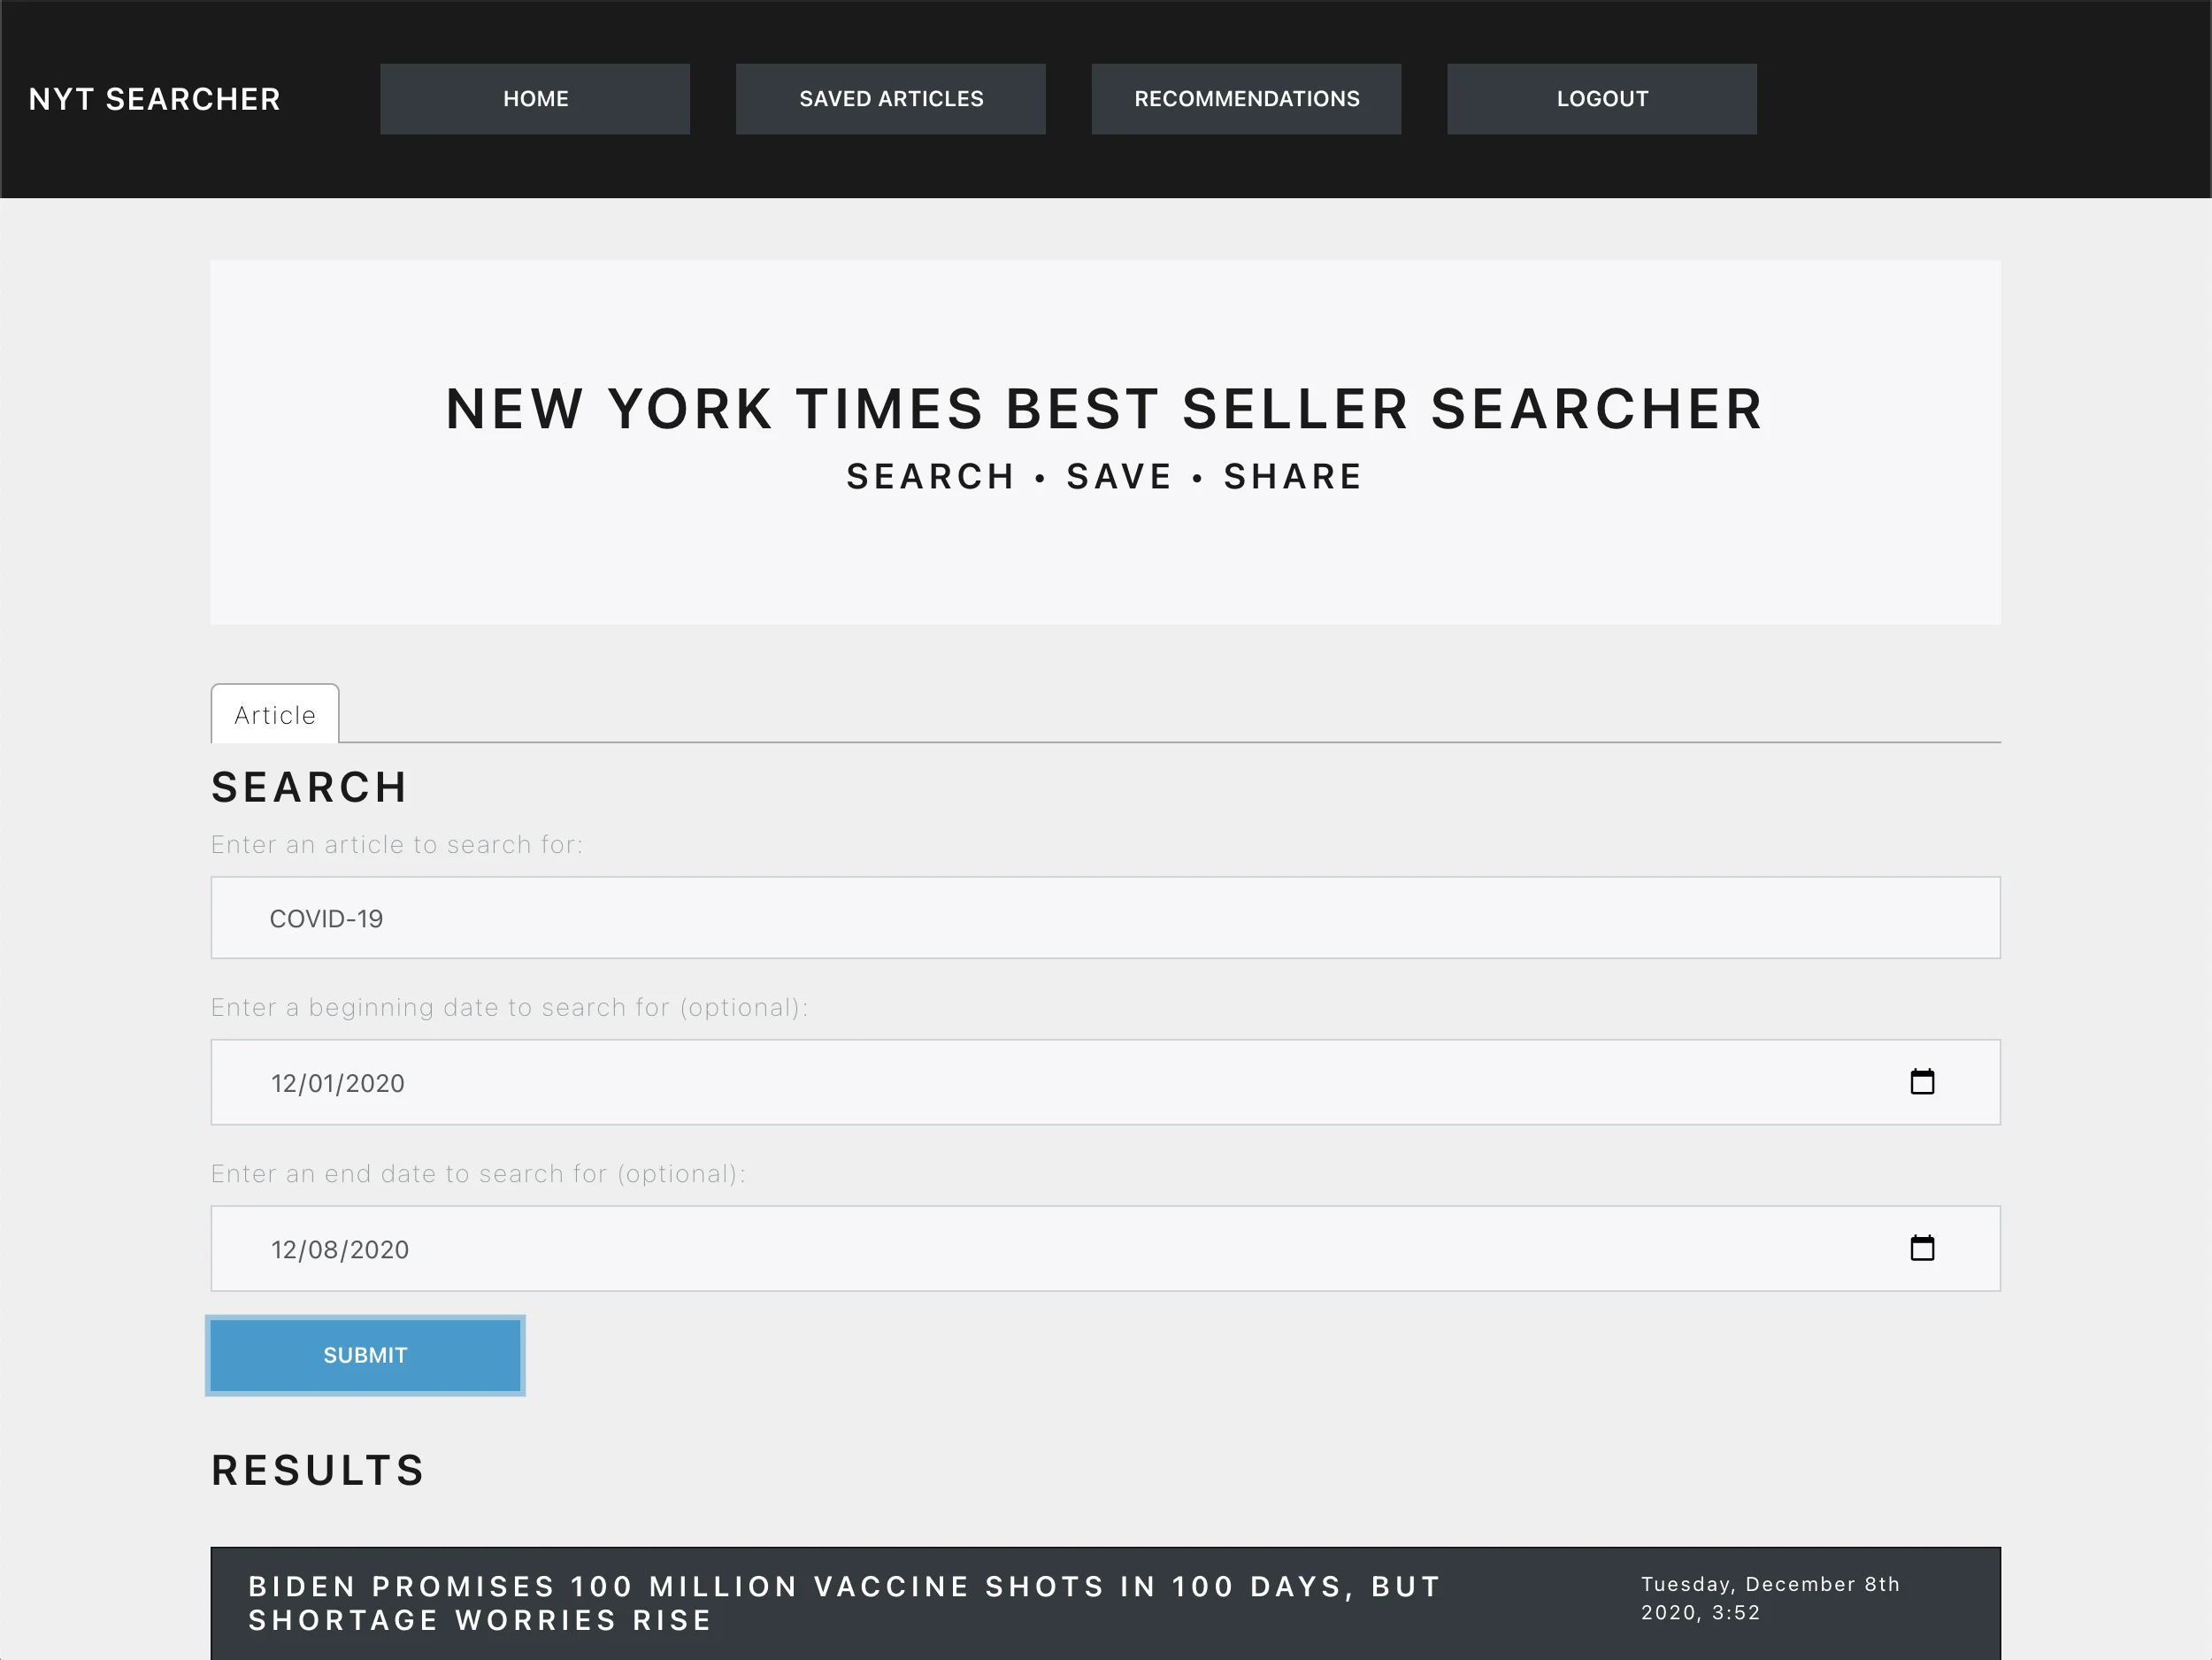 NYT SEARCHER
HOME
SAVED ARTICLES
RECOMMENDATIONS
LOGOUT
NEW YORK TIMES BEST SELLER SEARCHER
SEARCH • SAVE • SHARE
Article
SEARCH
Enter an article to search for:
COVID-19
Enter a beginning date to search for (optional):
12/01/2020
Enter an end date to search for (optional):
12/08/2020
SUBMIT
RESULTS
BIDEN PROMISES 100 MILLION VACCINE SHOTS IN 100 DAYS, BUT
SHORTAGE WORRIES RISE
Tuesday, December 8th
2020, 3:52